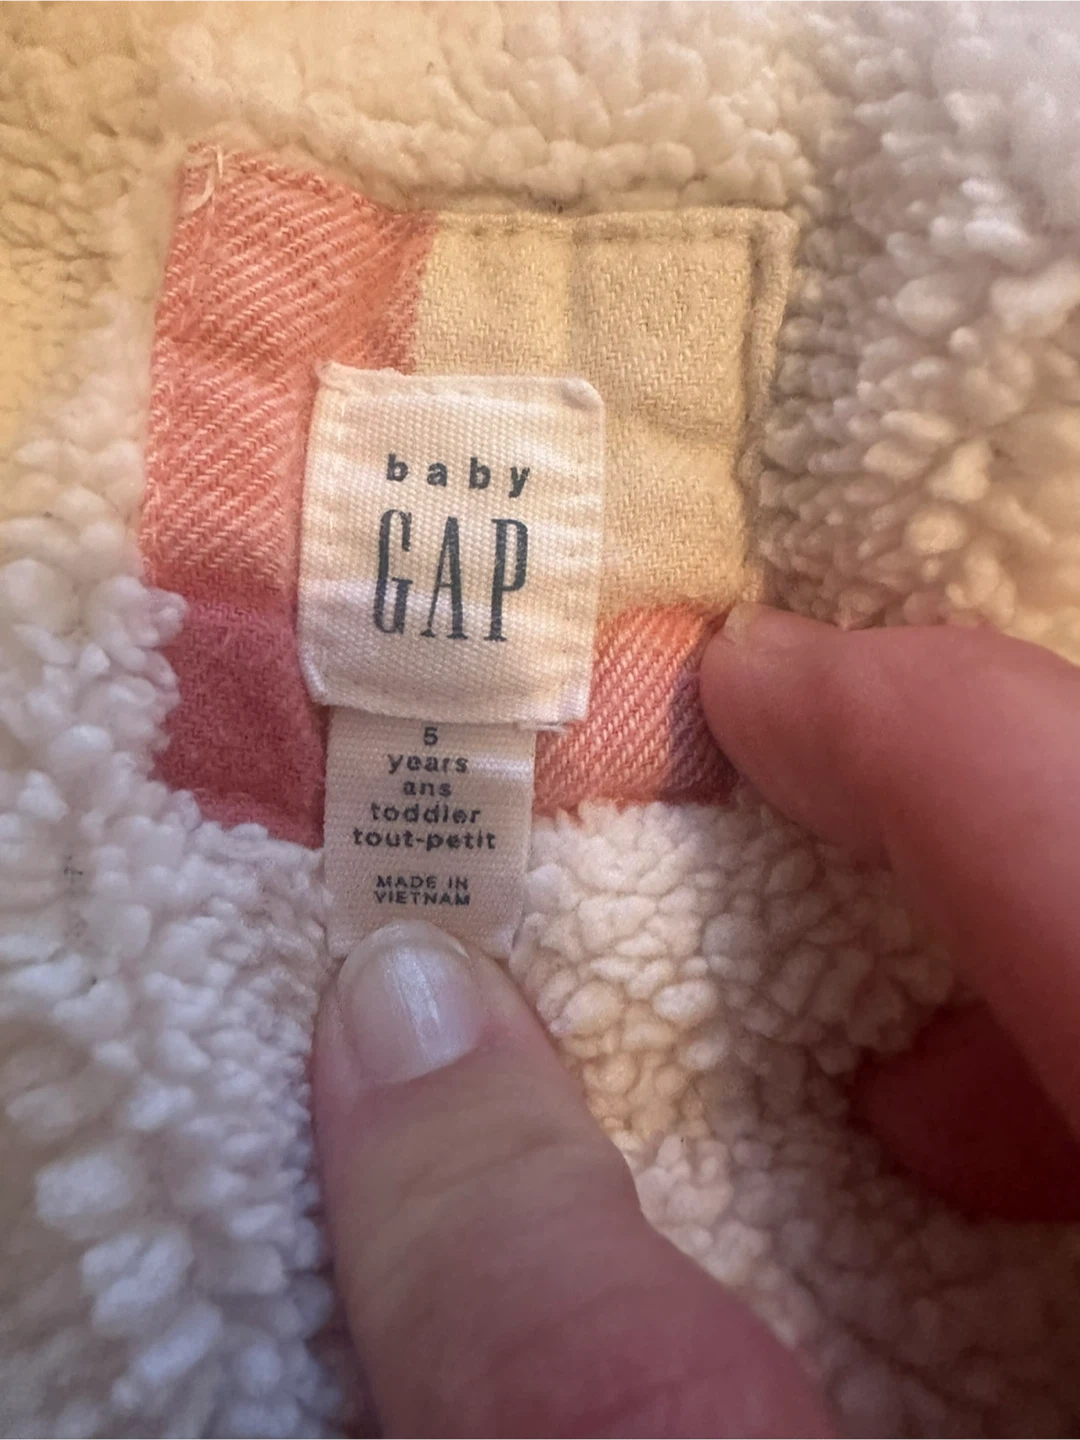 baby
GAP
5
years
ans
toddler
tout-petit
MADE IN
VIETNAM